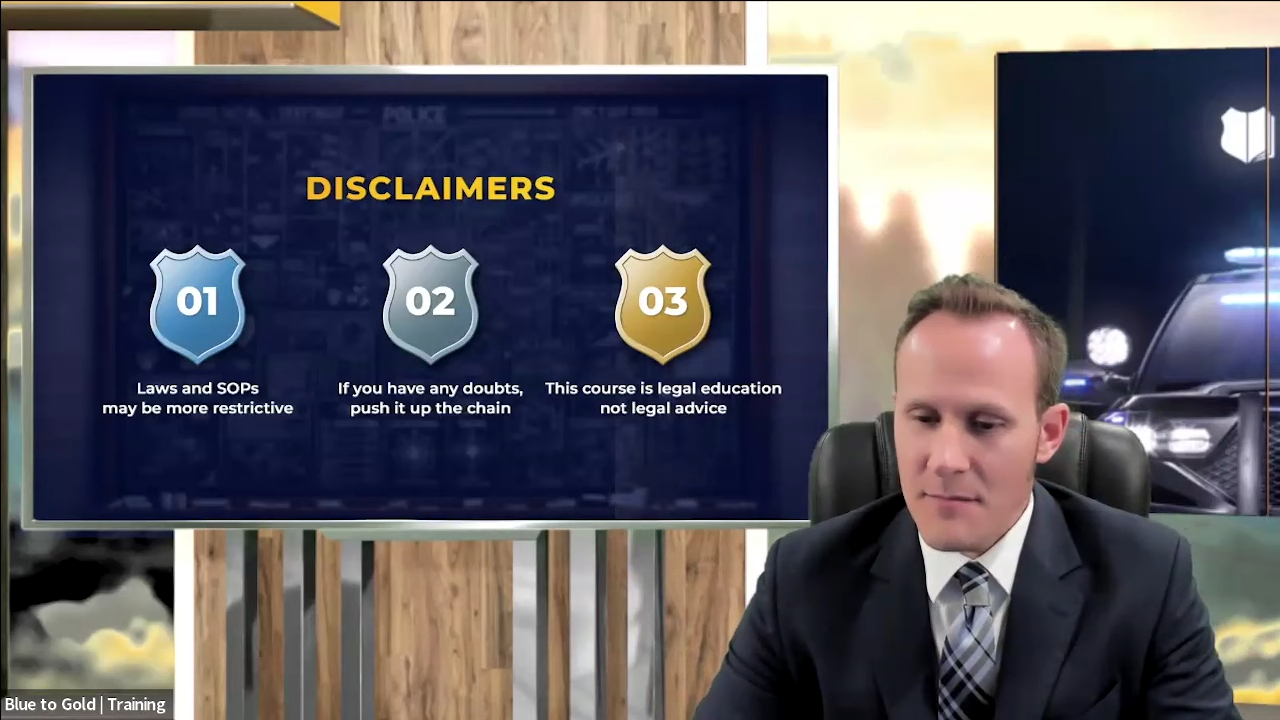 POLICE
DISCLAIMERS
01
02
03
Laws and SOPs
may be more restrictive
If you have any doubts,
push it up the chain
This course is legal education
not legal advice
Blue to Gold | Training